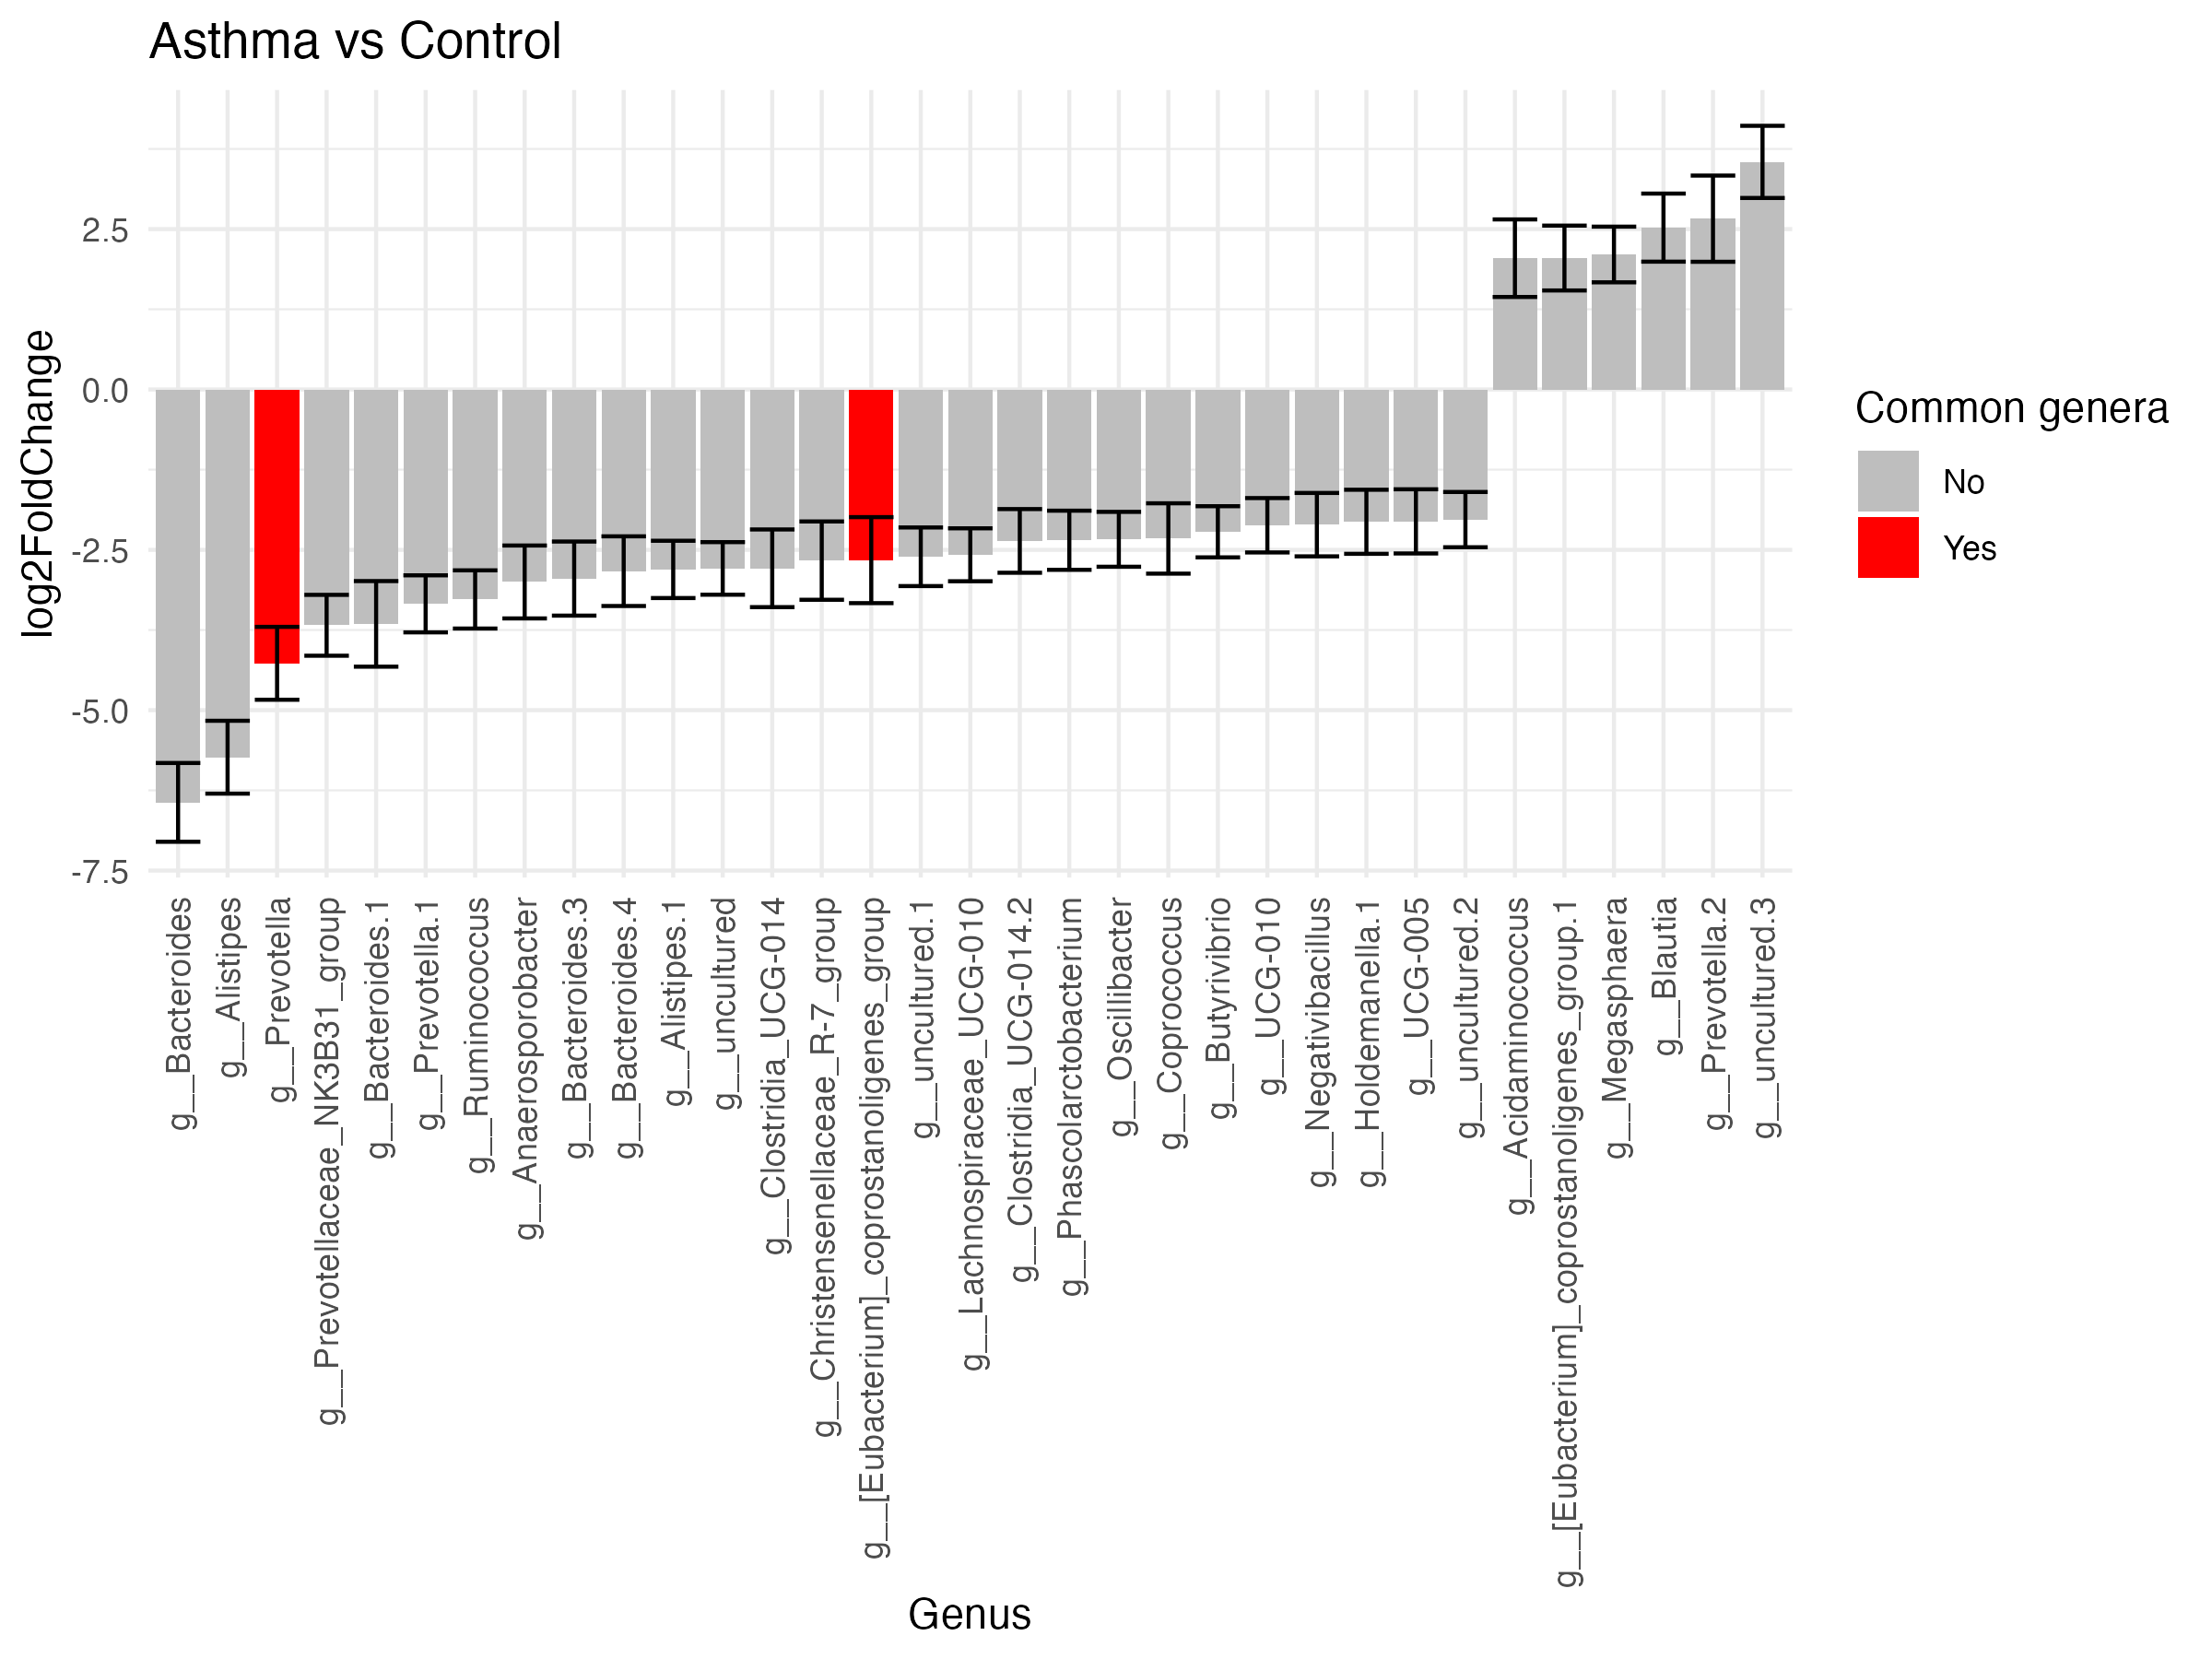 Asthma vs Control
log2FoldChange
2.5
0.0
-2.5
-5.0
-7.5
g__Bacteroides
g__Alistipes
g__Prevotella
g__Prevotellaceae_NK3B31_group
g__Bacteroides.1
g__Prevotella.1
g__Ruminococcus
g__Anaerosporobacter
g__Bacteroides.3
g__Bacteroides.4
g__Alistipes.1
g__uncultured
g__Clostridia_UCG-014
g__Christensenellaceae_R-7_group
g__[Eubacterium]_coprostanoligenes_group
g__uncultured.1
g__Lachnospiraceae_UCG-010
g__Clostridia_UCG-014.2
g__Phascolarctobacterium
g__Oscillibacter
g__Coprococcus
g__Butyrivibrio
g__UCG-010
g__Negativibacillus
g__Holdemanella.1
g__UCG-005
g__uncultured.2
g__Acidaminococcus
g__[Eubacterium]_coprostanoligenes_group.1
g__Megasphaera
g__Blautia
g__Prevotella.2
g__uncultured.3
Genus
Common genera
No
Yes